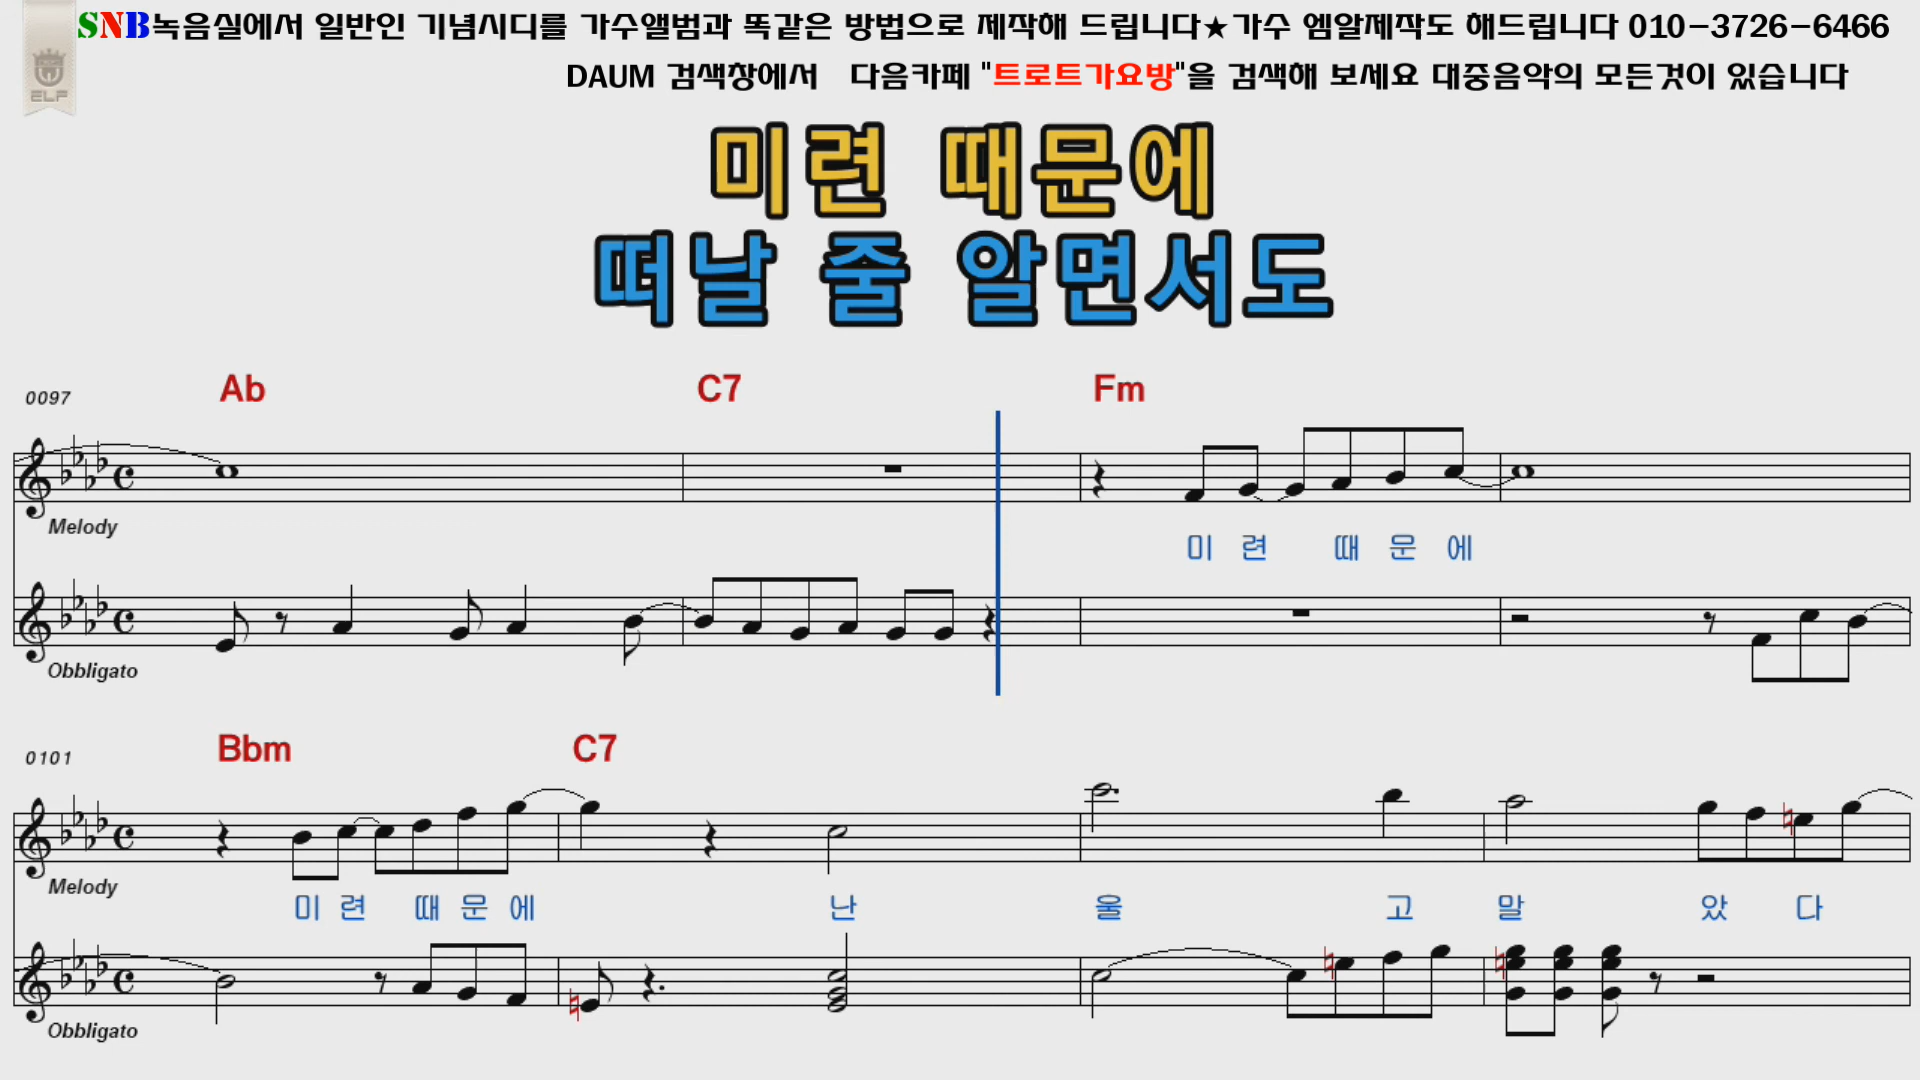 SNB녹음실에서 일반인 기념시디를 가수앨범과 똑같은 방법으로 제작해 드립니다★가수 엠알제작도 해드립니다 010-3726-6466
ELF
DAUM 검색창에서 다음카페 "트로트가요방"을 검색해 보세요 대중음악의 모든것이 있습니다
미련 때문에
떠날 줄 알면서도
0097 Ab C7 Fm
Melody
미 련 때 문 에
Obbligato
0101 Bbm C7
Melody
미 련 때 문 에 난 울 고 말 았 다
Obbligato